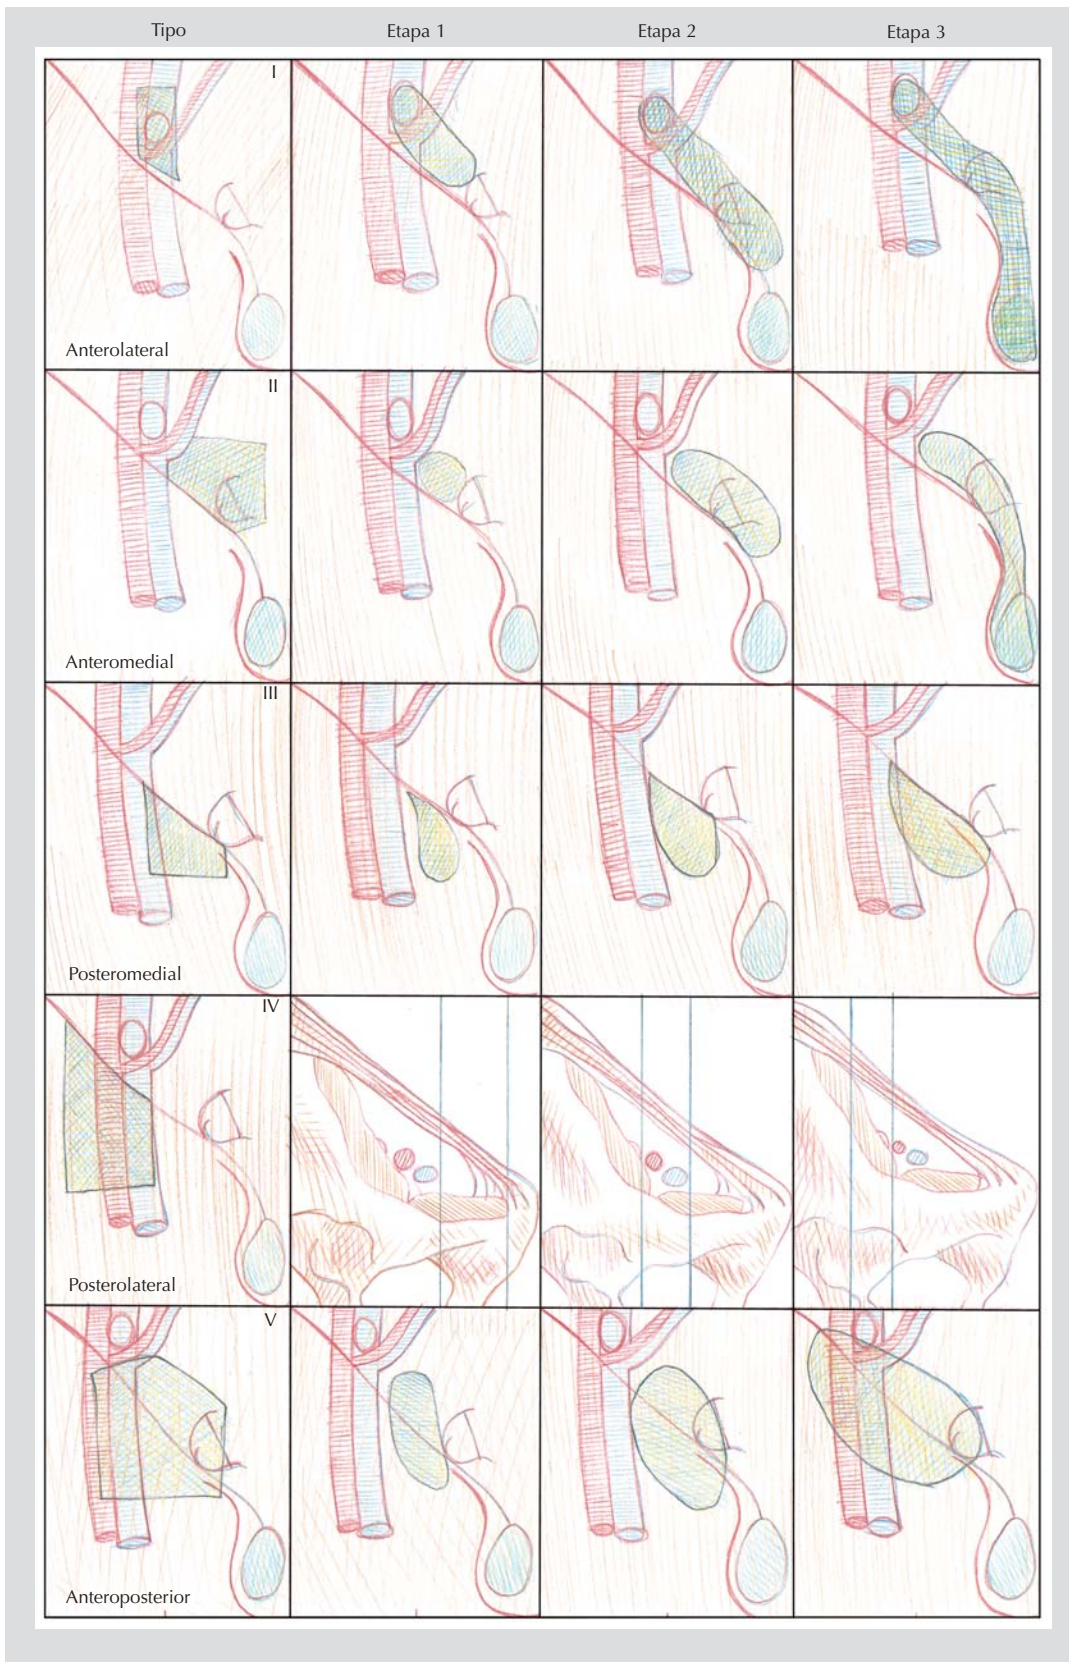 Tipo Etapa 1 Etapa 2 Etapa 3
I
Anterolateral
II
Anteromedial
III
Posteromedial
IV
Posterolateral
V
Anteroposterior